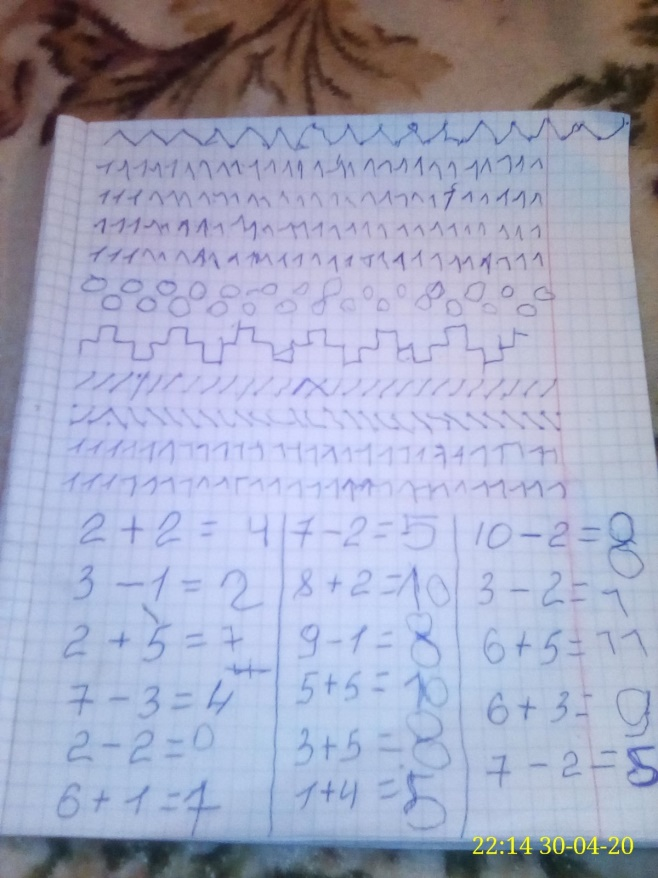 2 + 2 = 4
3 - 1 = 2
2 + 5 = 7
7 - 3 = 4
2 - 2 = 0
6 + 1 = 7
7 - 2 = 5
8 + 2 = 10
9 - 1 = 8
5 + 5 = 10
3 + 5 = 8
1 + 4 = 5
10 - 2 = 8
3 - 2 = 1
6 + 5 = 11
6 + 3 = 9
7 - 2 = 5
22:14 30-04-20